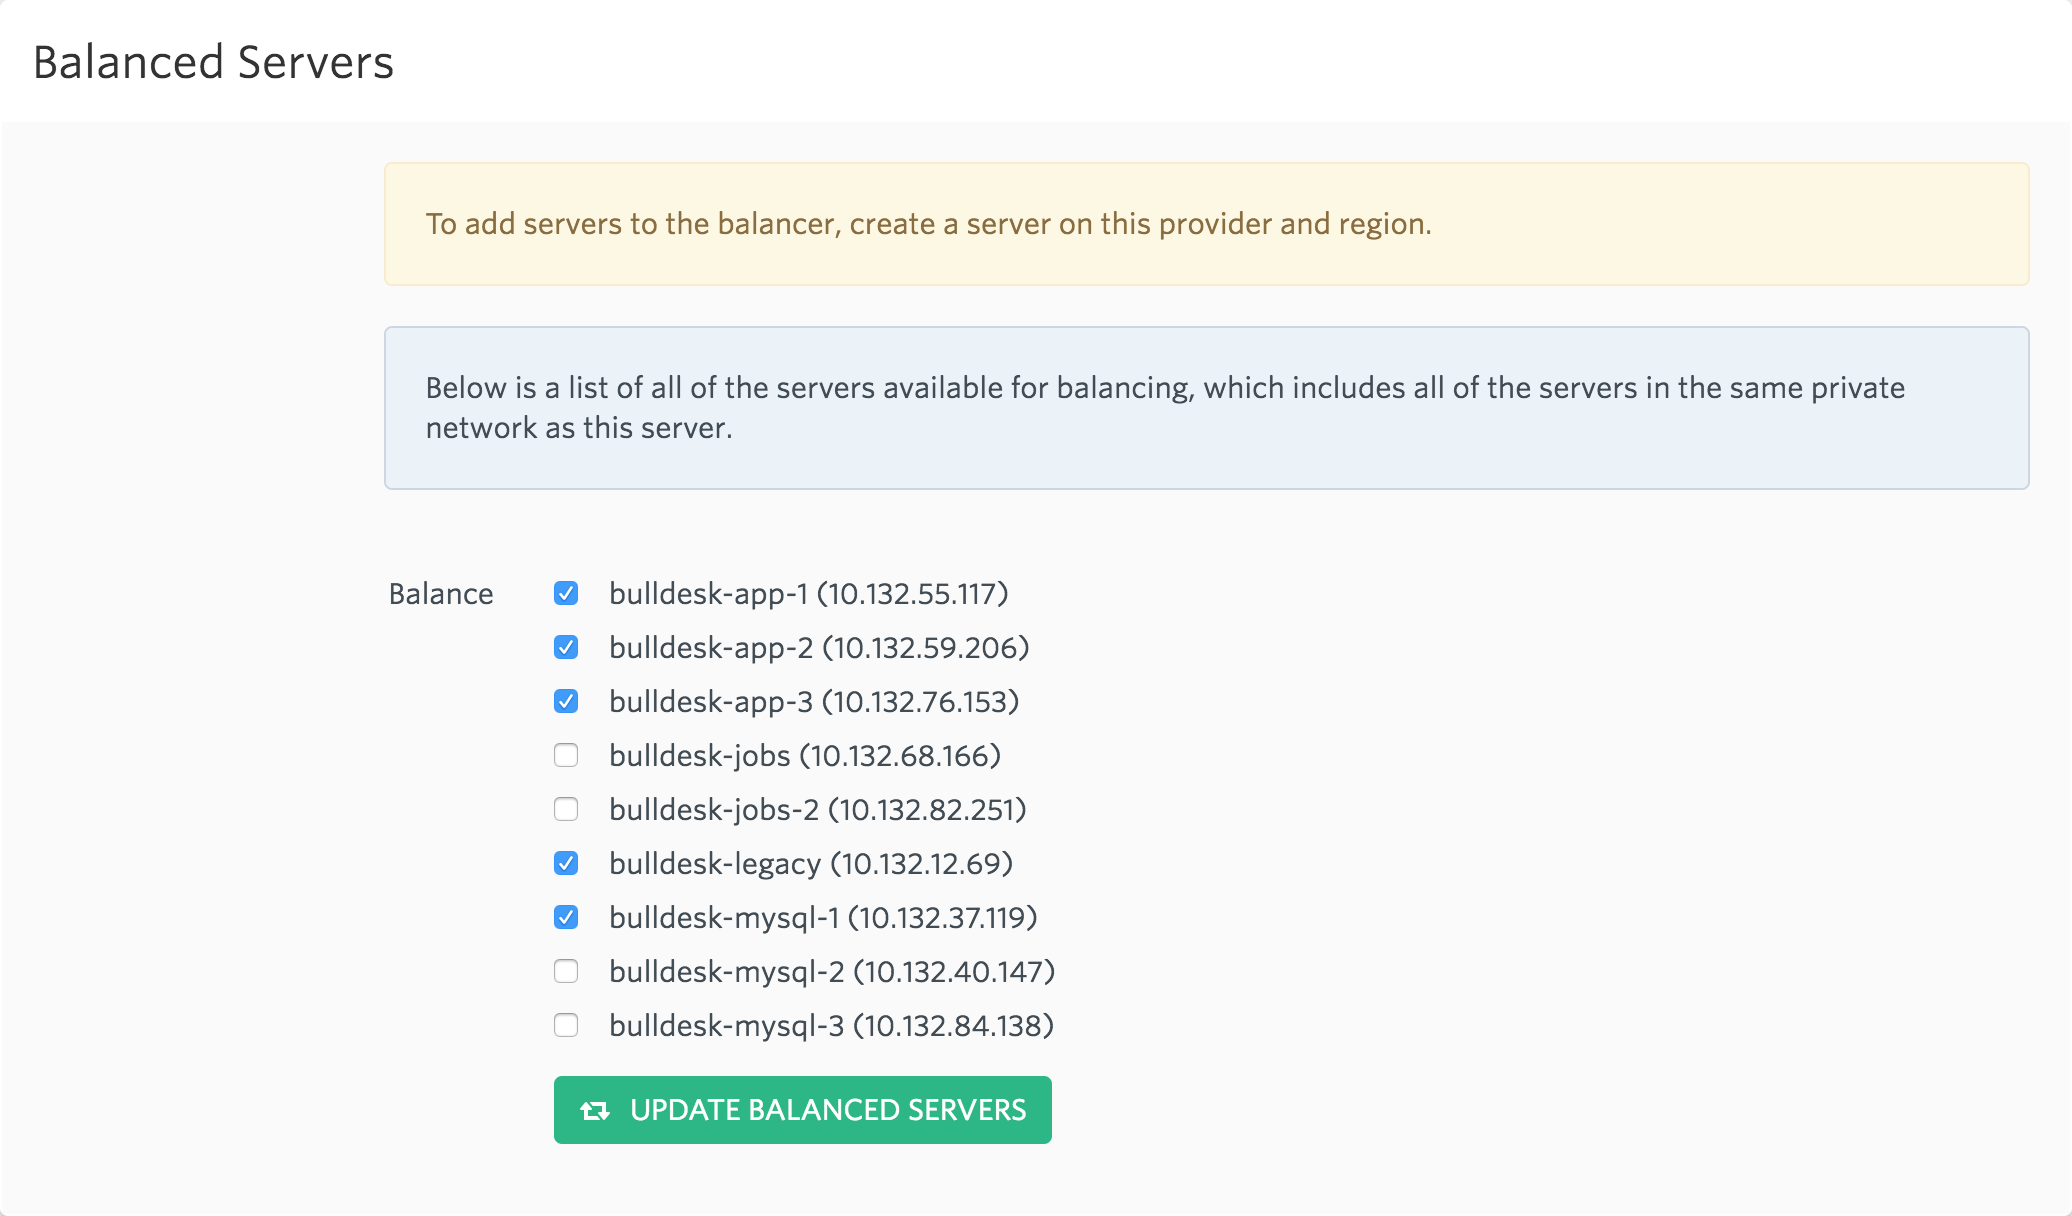 Balanced Servers
To add servers to the balancer, create a server on this provider and region.
Below is a list of all of the servers available for balancing, which includes all of the servers in the same private
network as this server.
Balance
bulldesk-app-1 (10.132.55.117)
bulldesk-app-2 (10.132.59.206)
bulldesk-app-3 (10.132.76.153)
bulldesk-jobs (10.132.68.166)
bulldesk-jobs-2 (10.132.82.251)
bulldesk-legacy (10.132.12.69)
bulldesk-mysql-1 (10.132.37.119)
bulldesk-mysql-2 (10.132.40.147)
bulldesk-mysql-3 (10.132.84.138)
UPDATE BALANCED SERVERS